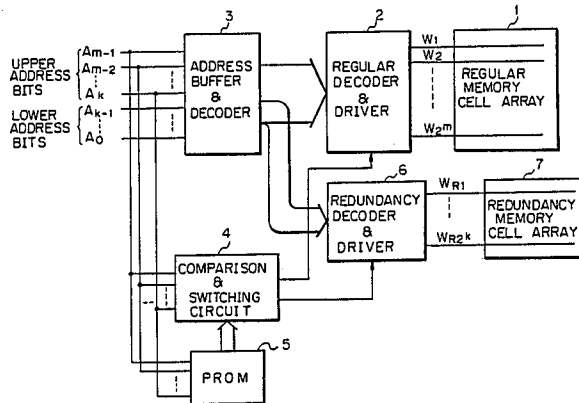 UPPER
ADDRESS
BITS
LOWER
ADDRESS
BITS
Am-1
Am-2
Ak
Ak-1
A0
3
ADDRESS
BUFFER
&
DECODER
2
REGULAR
DECODER
&
DRIVER
W1
W2
W2m
1
REGULAR
MEMORY
CELL ARRAY
6
REDUNDANCY
DECODER
&
DRIVER
WR1
WR2k
7
REDUNDANCY
MEMORY
CELL ARRAY
4
COMPARISON
&
SWITCHING
CIRCUIT
5
PROM